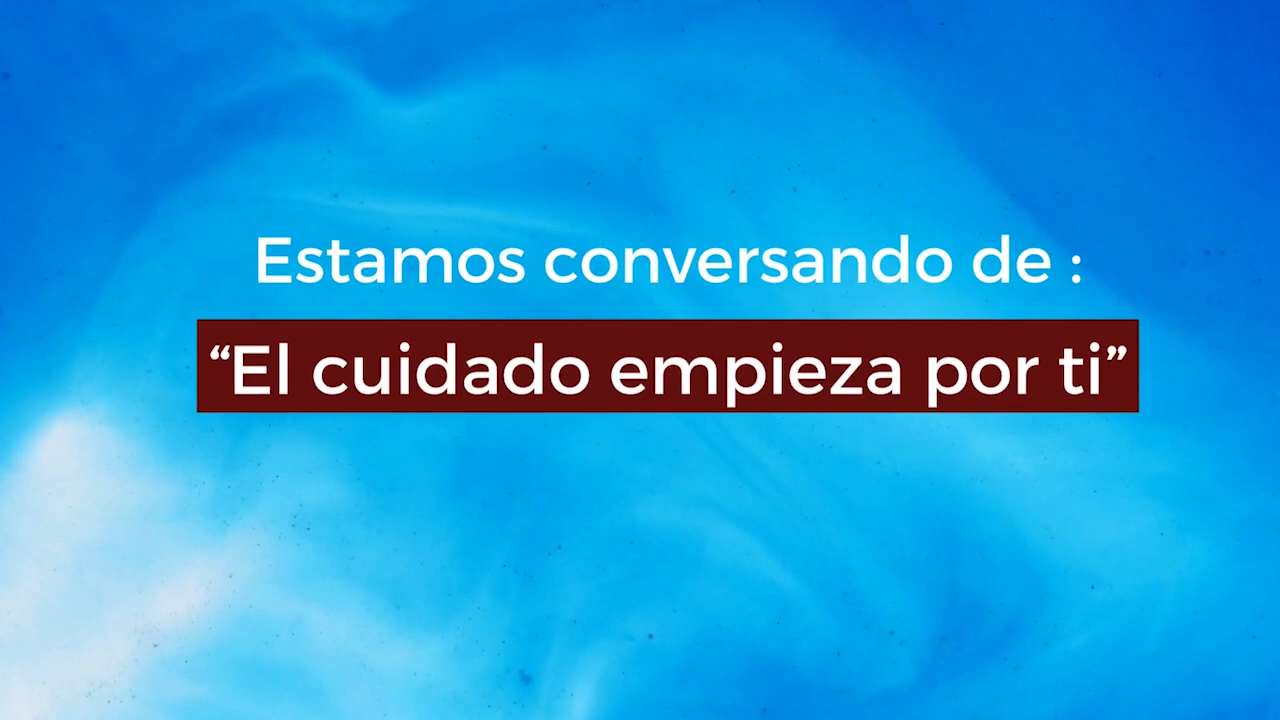 Estamos conversando de :
“El cuidado empieza por ti”